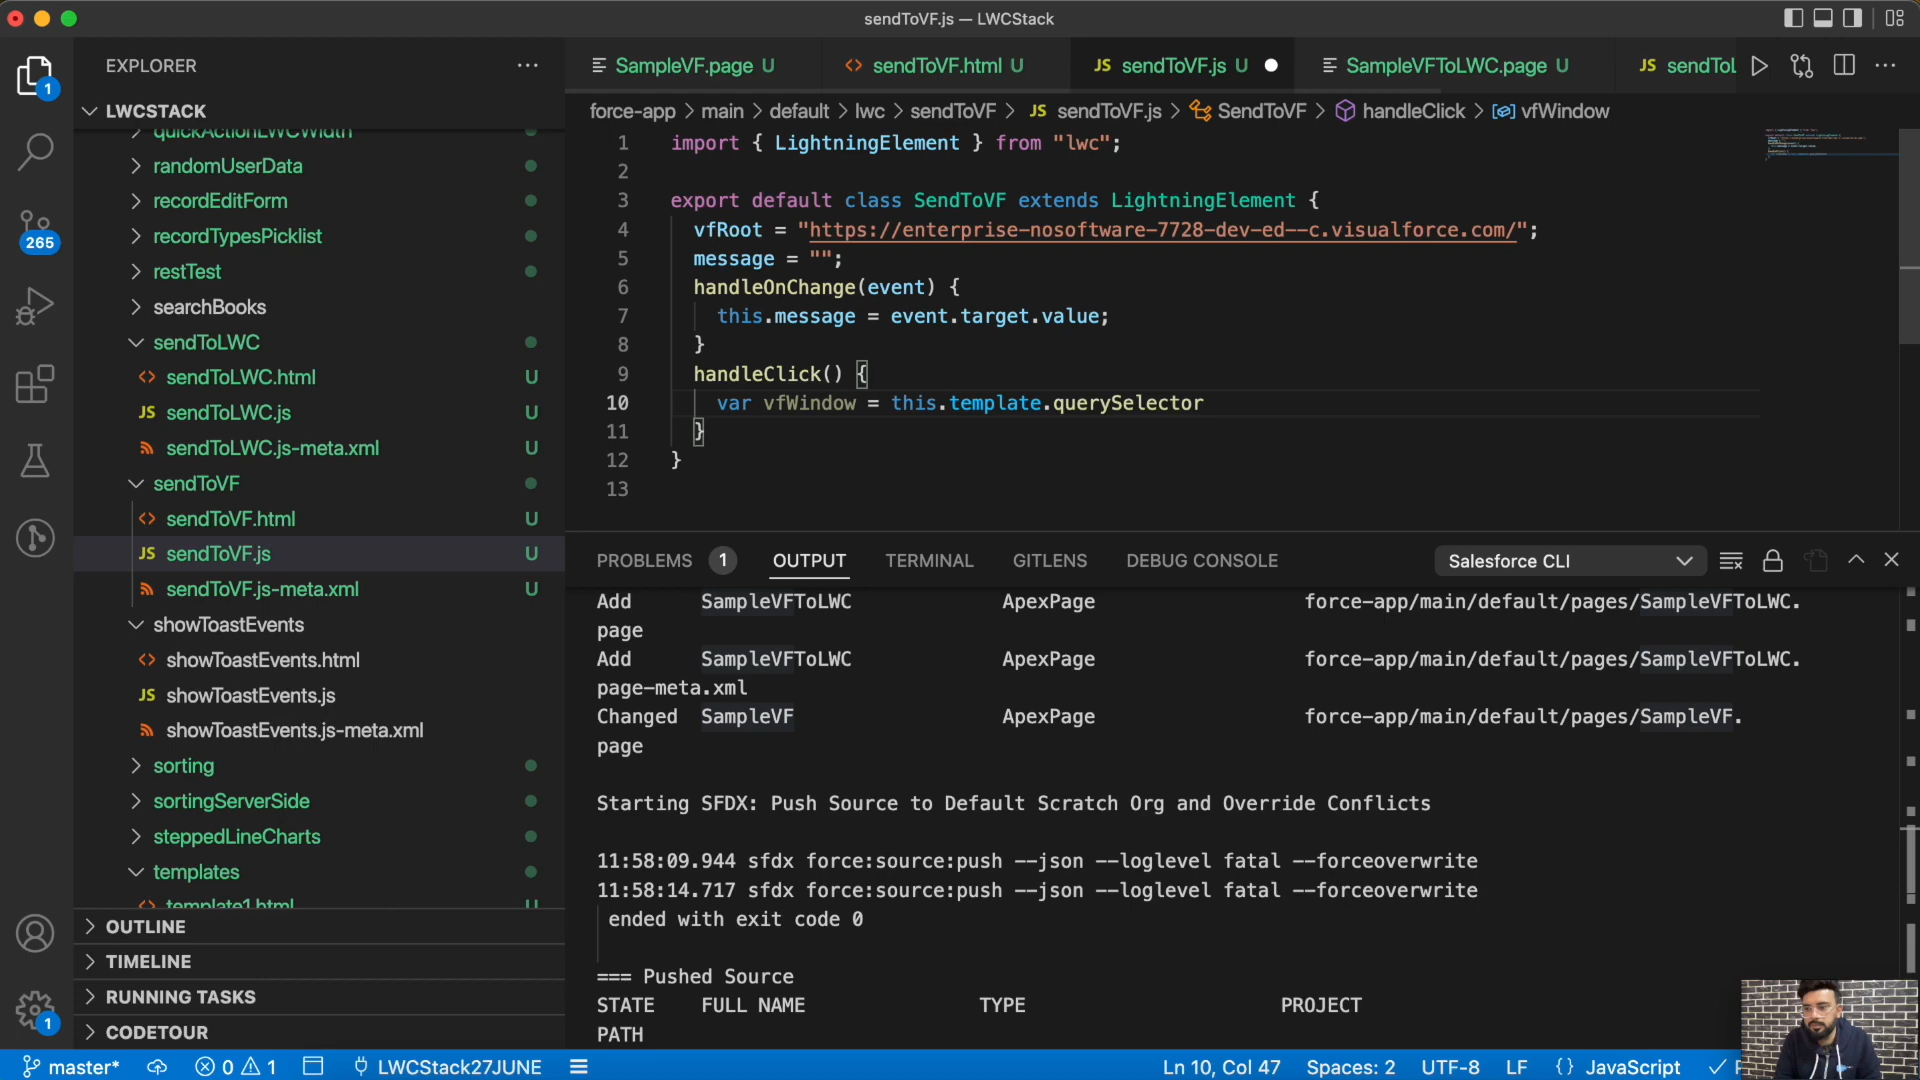 sendToVF.js — LWCStack
EXPLORER
LWCSTACK
quickActionLWCWidth
randomUserData
recordEditForm
recordTypesPicklist
restTest
searchBooks
sendToLWC
sendToLWC.html U
JS sendToLWC.js U
sendToLWC.js-meta.xml U
sendToVF
sendToVF.html U
JS sendToVF.js U
sendToVF.js-meta.xml U
showToastEvents
showToastEvents.html
JS showToastEvents.js
showToastEvents.js-meta.xml
sorting
sortingServerSide
steppedLineCharts
templates
template1.html U
OUTLINE
TIMELINE
RUNNING TASKS
CODETOUR
1
265
1
SampleVF.page U
sendToVF.html U
JS sendToVF.js U
SampleVFToLWC.page U
JS sendToL
force-app > main > default > lwc > sendToVF > JS sendToVF.js > SendToVF > handleClick > vfWindow
1 import { LightningElement } from "lwc";
2
3 export default class SendToVF extends LightningElement {
4 vfRoot = "https://enterprise-nosoftware-7728-dev-ed--c.visualforce.com/";
5 message = "";
6 handleOnChange(event) {
7 this.message = event.target.value;
8 }
9 handleClick() {
10 var vfWindow = this.template.querySelector
11 }
12 }
13
PROBLEMS 1 OUTPUT TERMINAL GITLENS DEBUG CONSOLE Salesforce CLI
Add SampleVFToLWC ApexPage force-app/main/default/pages/SampleVFToLWC.
page
Add SampleVFToLWC ApexPage force-app/main/default/pages/SampleVFToLWC.
page-meta.xml
Changed SampleVF ApexPage force-app/main/default/pages/SampleVF.
page
Starting SFDX: Push Source to Default Scratch Org and Override Conflicts
11:58:09.944 sfdx force:source:push --json --loglevel fatal --forceoverwrite
11:58:14.717 sfdx force:source:push --json --loglevel fatal --forceoverwrite
ended with exit code 0
=== Pushed Source
STATE FULL NAME TYPE PROJECT
PATH
master* 0 1 LWCStack27JUNE Ln 10, Col 47 Spaces: 2 UTF-8 LF {} JavaScript